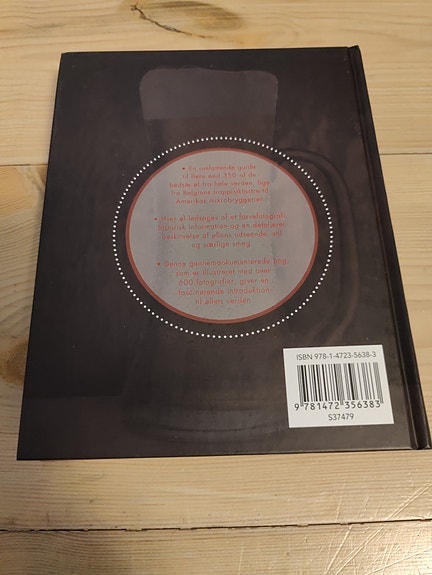 • En omfattende guide
til flere end 350 af de
bedste øl fra hele verden, lige
fra Belgiens trappistklostre til
Amerikas mikrobryggerier.
• Hver øl ledsages af et farvefotografi,
historisk information og en detaljeret
beskrivelse af øllens udseende, stil
og særlige smag.
• Denne gennemdokumenterede bog,
som er illustreret med over
600 fotografier, giver en
fascinerende introduktion
til øllets verden.
ISBN 978-1-4723-5638-3
9 781472 356383
S37479